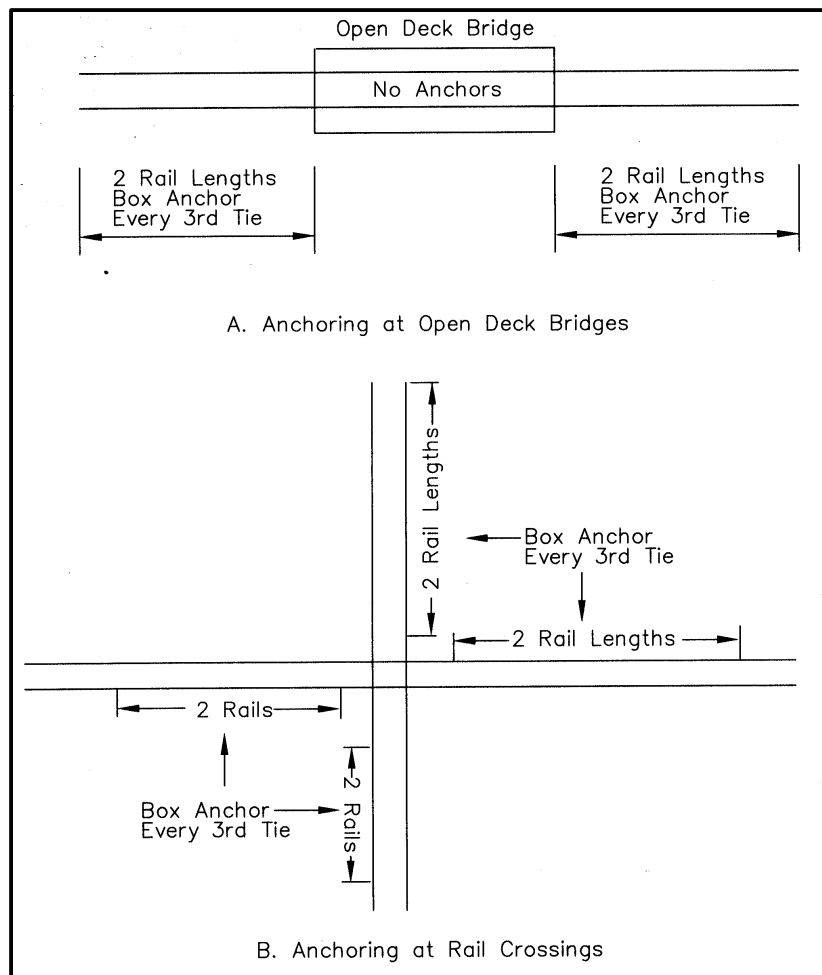 Open Deck Bridge
No Anchors
2 Rail Lengths
Box Anchor
Every 3rd Tie
2 Rail Lengths
Box Anchor
Every 3rd Tie
A. Anchoring at Open Deck Bridges
2 Rail Lengths
Box Anchor
Every 3rd Tie
2 Rail Lengths
2 Rails
2 Rails
Box Anchor
Every 3rd Tie
B. Anchoring at Rail Crossings